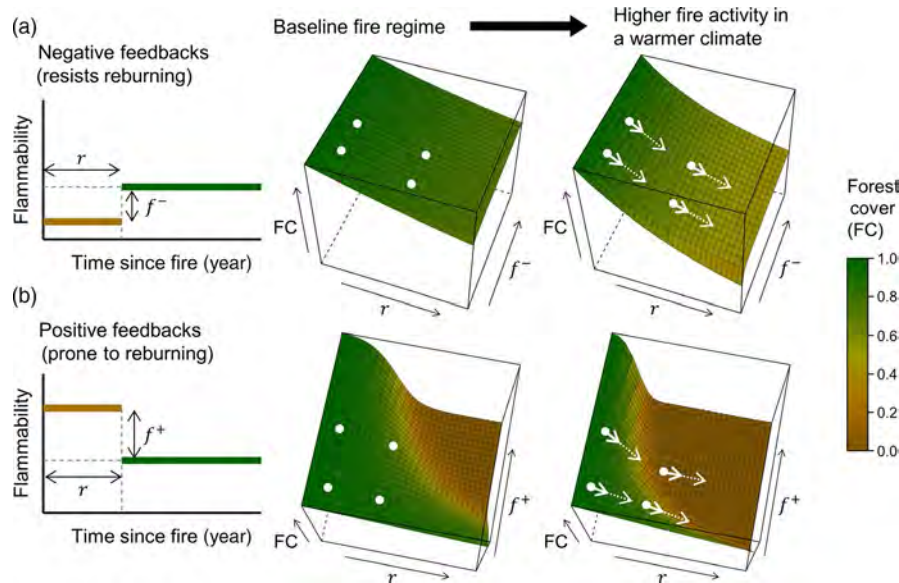 (a)
Negative feedbacks
(resists reburning)
Baseline fire regime
Higher fire activity in
a warmer climate
Flammability
r
f⁻
Time since fire (year)
FC
r
f⁻
FC
r
f⁻
Forest
cover
(FC)
1.0
0.8
0.6
0.4
0.2
0.0
(b)
Positive feedbacks
(prone to reburning)
Flammability
f⁺
r
Time since fire (year)
FC
r
f⁺
FC
r
f⁺